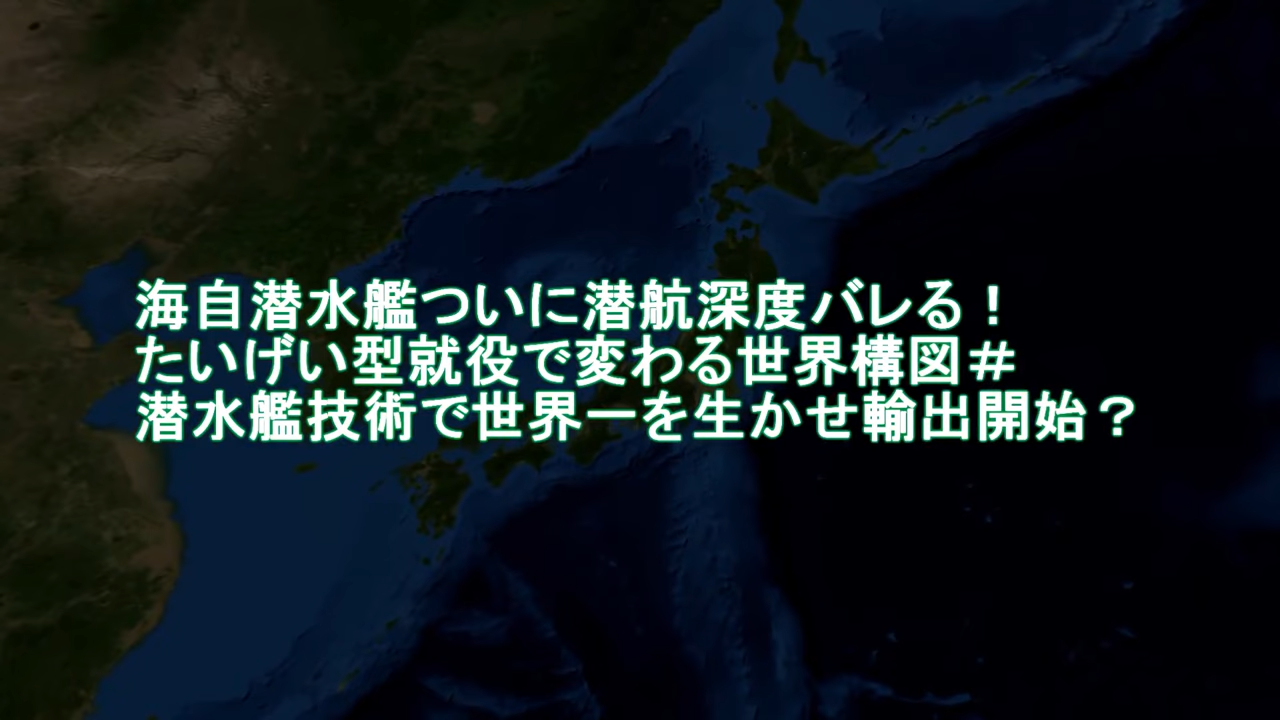 海自潜水艦ついに潜航深度バレる！
たいげい型就役で変わる世界構図＃
潜水艦技術で世界一を生かせ輸出開始？